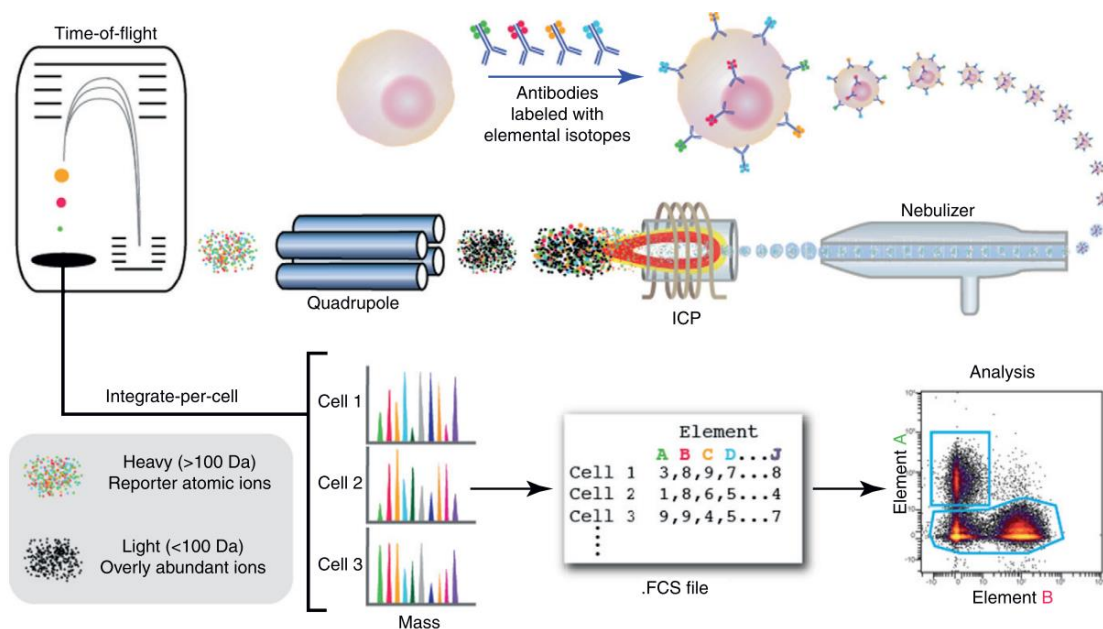 Time-of-flight
Antibodies
labeled with
elemental isotopes
Nebulizer
Quadrupole
ICP
Integrate-per-cell
Heavy (>100 Da)
Reporter atomic ions
Light (<100 Da)
Overly abundant ions
Cell 1
Cell 2
Cell 3
Mass
Element
A B C D...J
Cell 1 3,8,9,7...8
Cell 2 1,8,6,5...4
Cell 3 9,9,4,5...7
.FCS file
Analysis
Element A
Element B